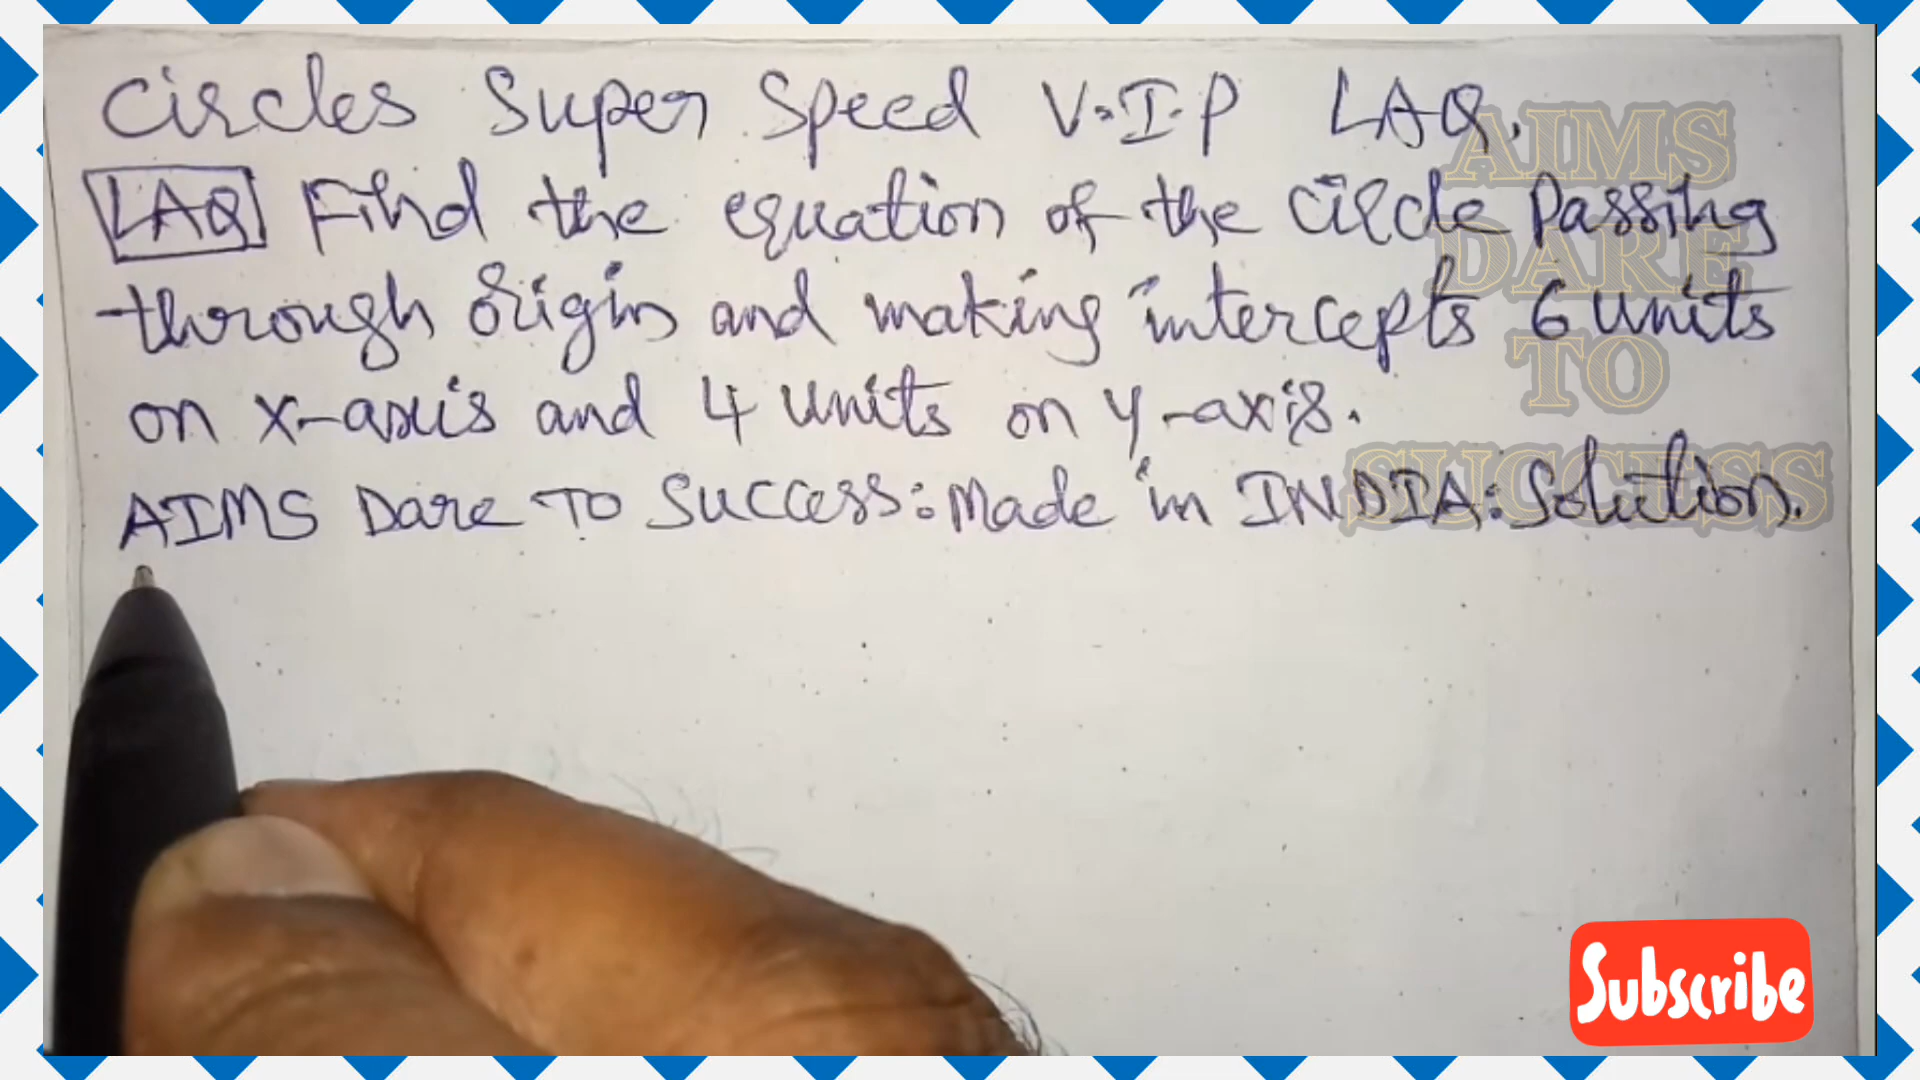 Circles Super Speed V.I.P LAQ.
LAQ Find the equation of the circle passing
through origin and making intercepts 6 units
on x-axis and 4 units on y-axis.
AIMS Dare To Success: Made in INDIA: Solution.
AIMS
DARE
TO
SUCCESS
Subscribe